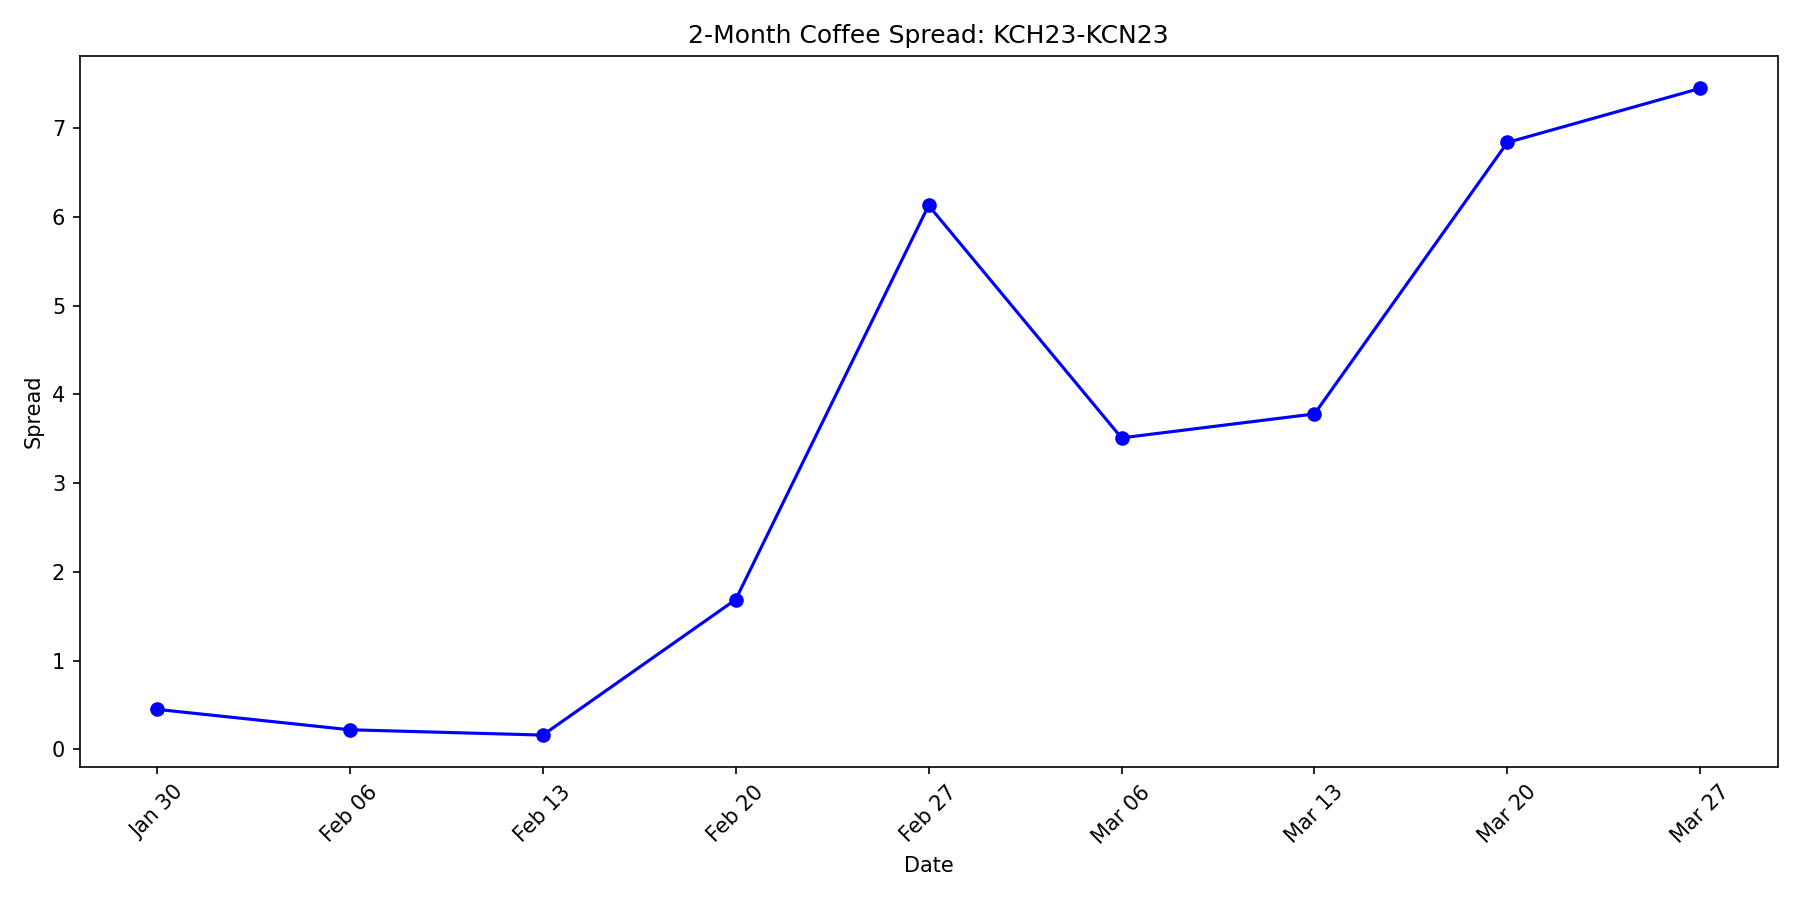 2-Month Coffee Spread: KCH23-KCN23
7
6
5
4
3
2
1
0
Spread
Jan 30
Feb 06
Feb 13
Feb 20
Feb 27
Mar 06
Mar 13
Mar 20
Mar 27
Date